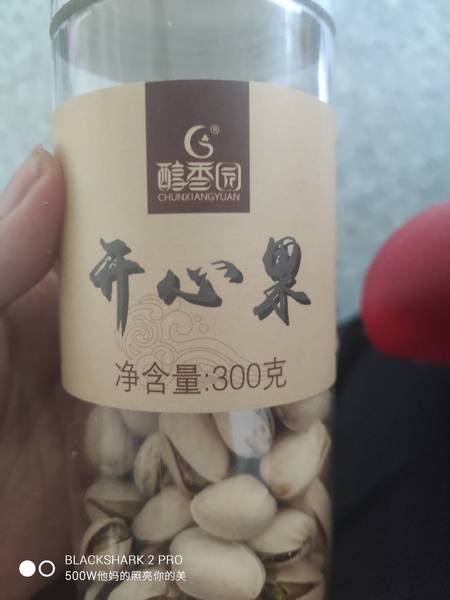 ®
醇香园
CHUNXIANGYUAN
开心果
净含量:300克
BLACKSHARK 2 PRO
500W他妈的照亮你的美